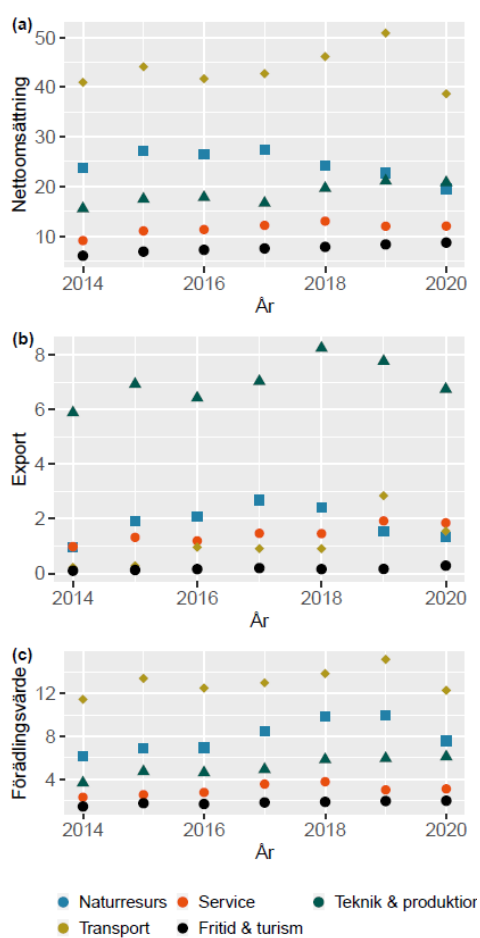 (a)
50
40
30
20
10
Nettoomsättning
2014 2016 2018 2020
År
(b)
8
6
4
2
0
Export
2014 2016 2018 2020
År
(c)
12
8
4
Förädlingsvärde
2014 2016 2018 2020
År
Naturresurs Service Teknik & produktion
Transport Fritid & turism